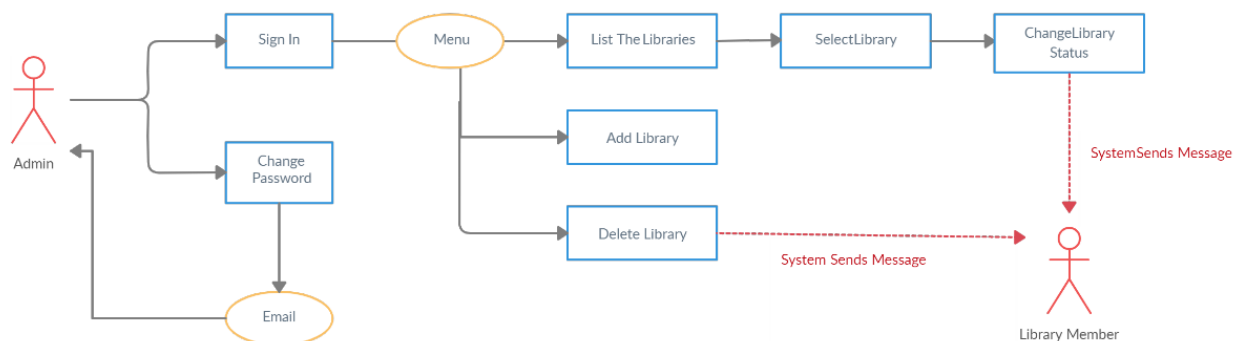 Sign In
Menu
List The Libraries
SelectLibrary
ChangeLibrary
Status
Admin
Change
Password
Add Library
SystemSends Message
Delete Library
System Sends Message
Email
Library Member